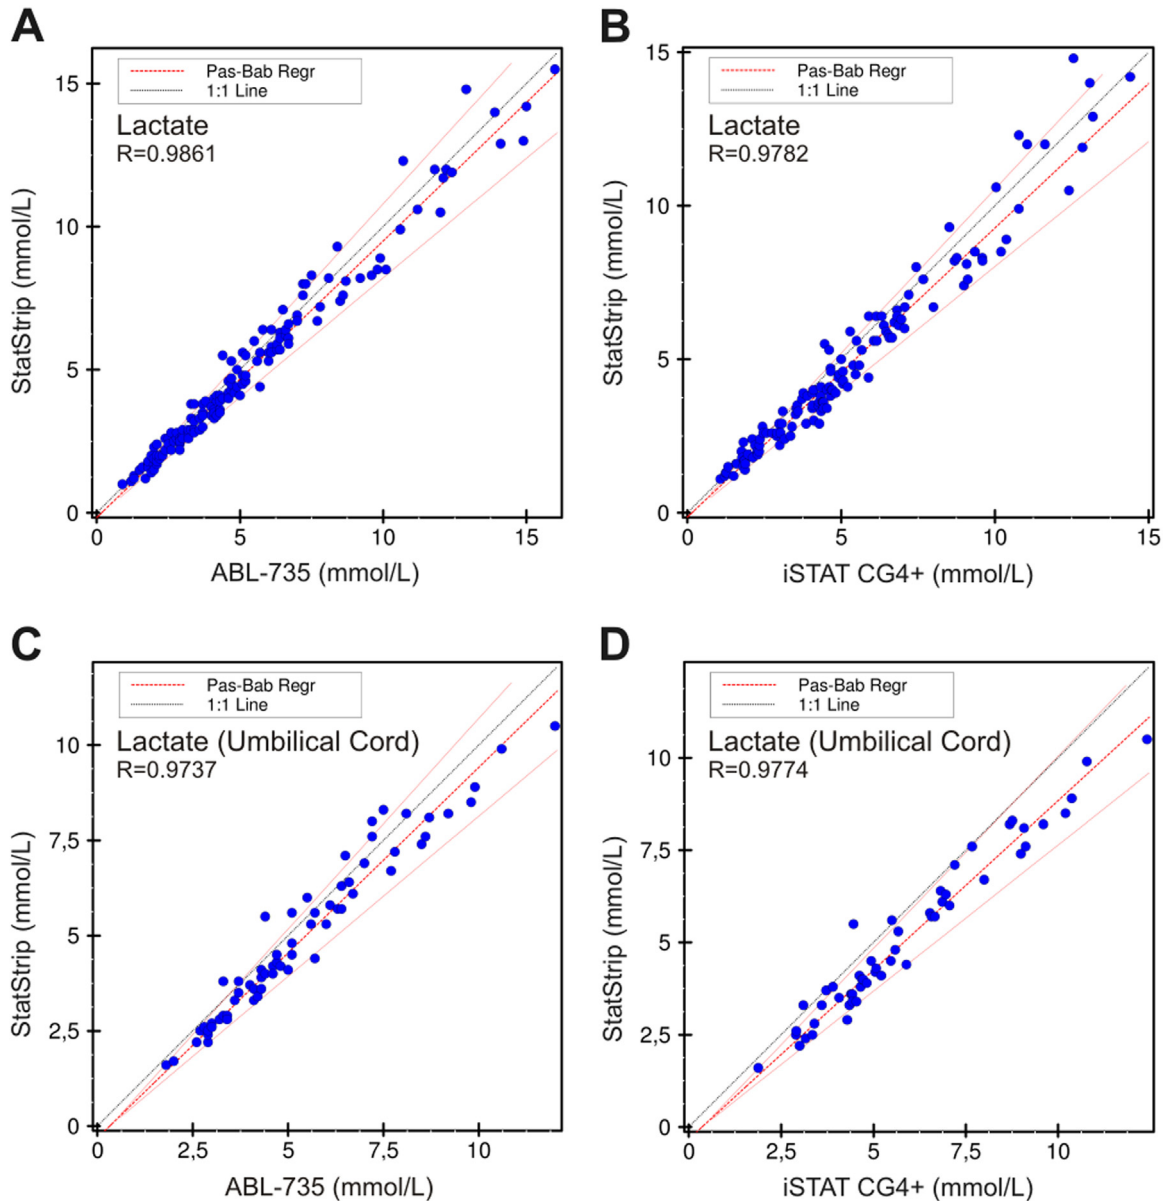 A
Pas-Bab Regr
1:1 Line
Lactate
R=0.9861
StatStrip (mmol/L)
15
10
5
0
0 5 10 15
ABL-735 (mmol/L)
B
Pas-Bab Regr
1:1 Line
Lactate
R=0.9782
StatStrip (mmol/L)
15
10
5
0
0 5 10 15
iSTAT CG4+ (mmol/L)
C
Pas-Bab Regr
1:1 Line
Lactate (Umbilical Cord)
R=0.9737
StatStrip (mmol/L)
10
7,5
5
2,5
0
0 2,5 5 7,5 10
ABL-735 (mmol/L)
D
Pas-Bab Regr
1:1 Line
Lactate (Umbilical Cord)
R=0.9774
StatStrip (mmol/L)
10
7,5
5
2,5
0
0 2,5 5 7,5 10
iSTAT CG4+ (mmol/L)